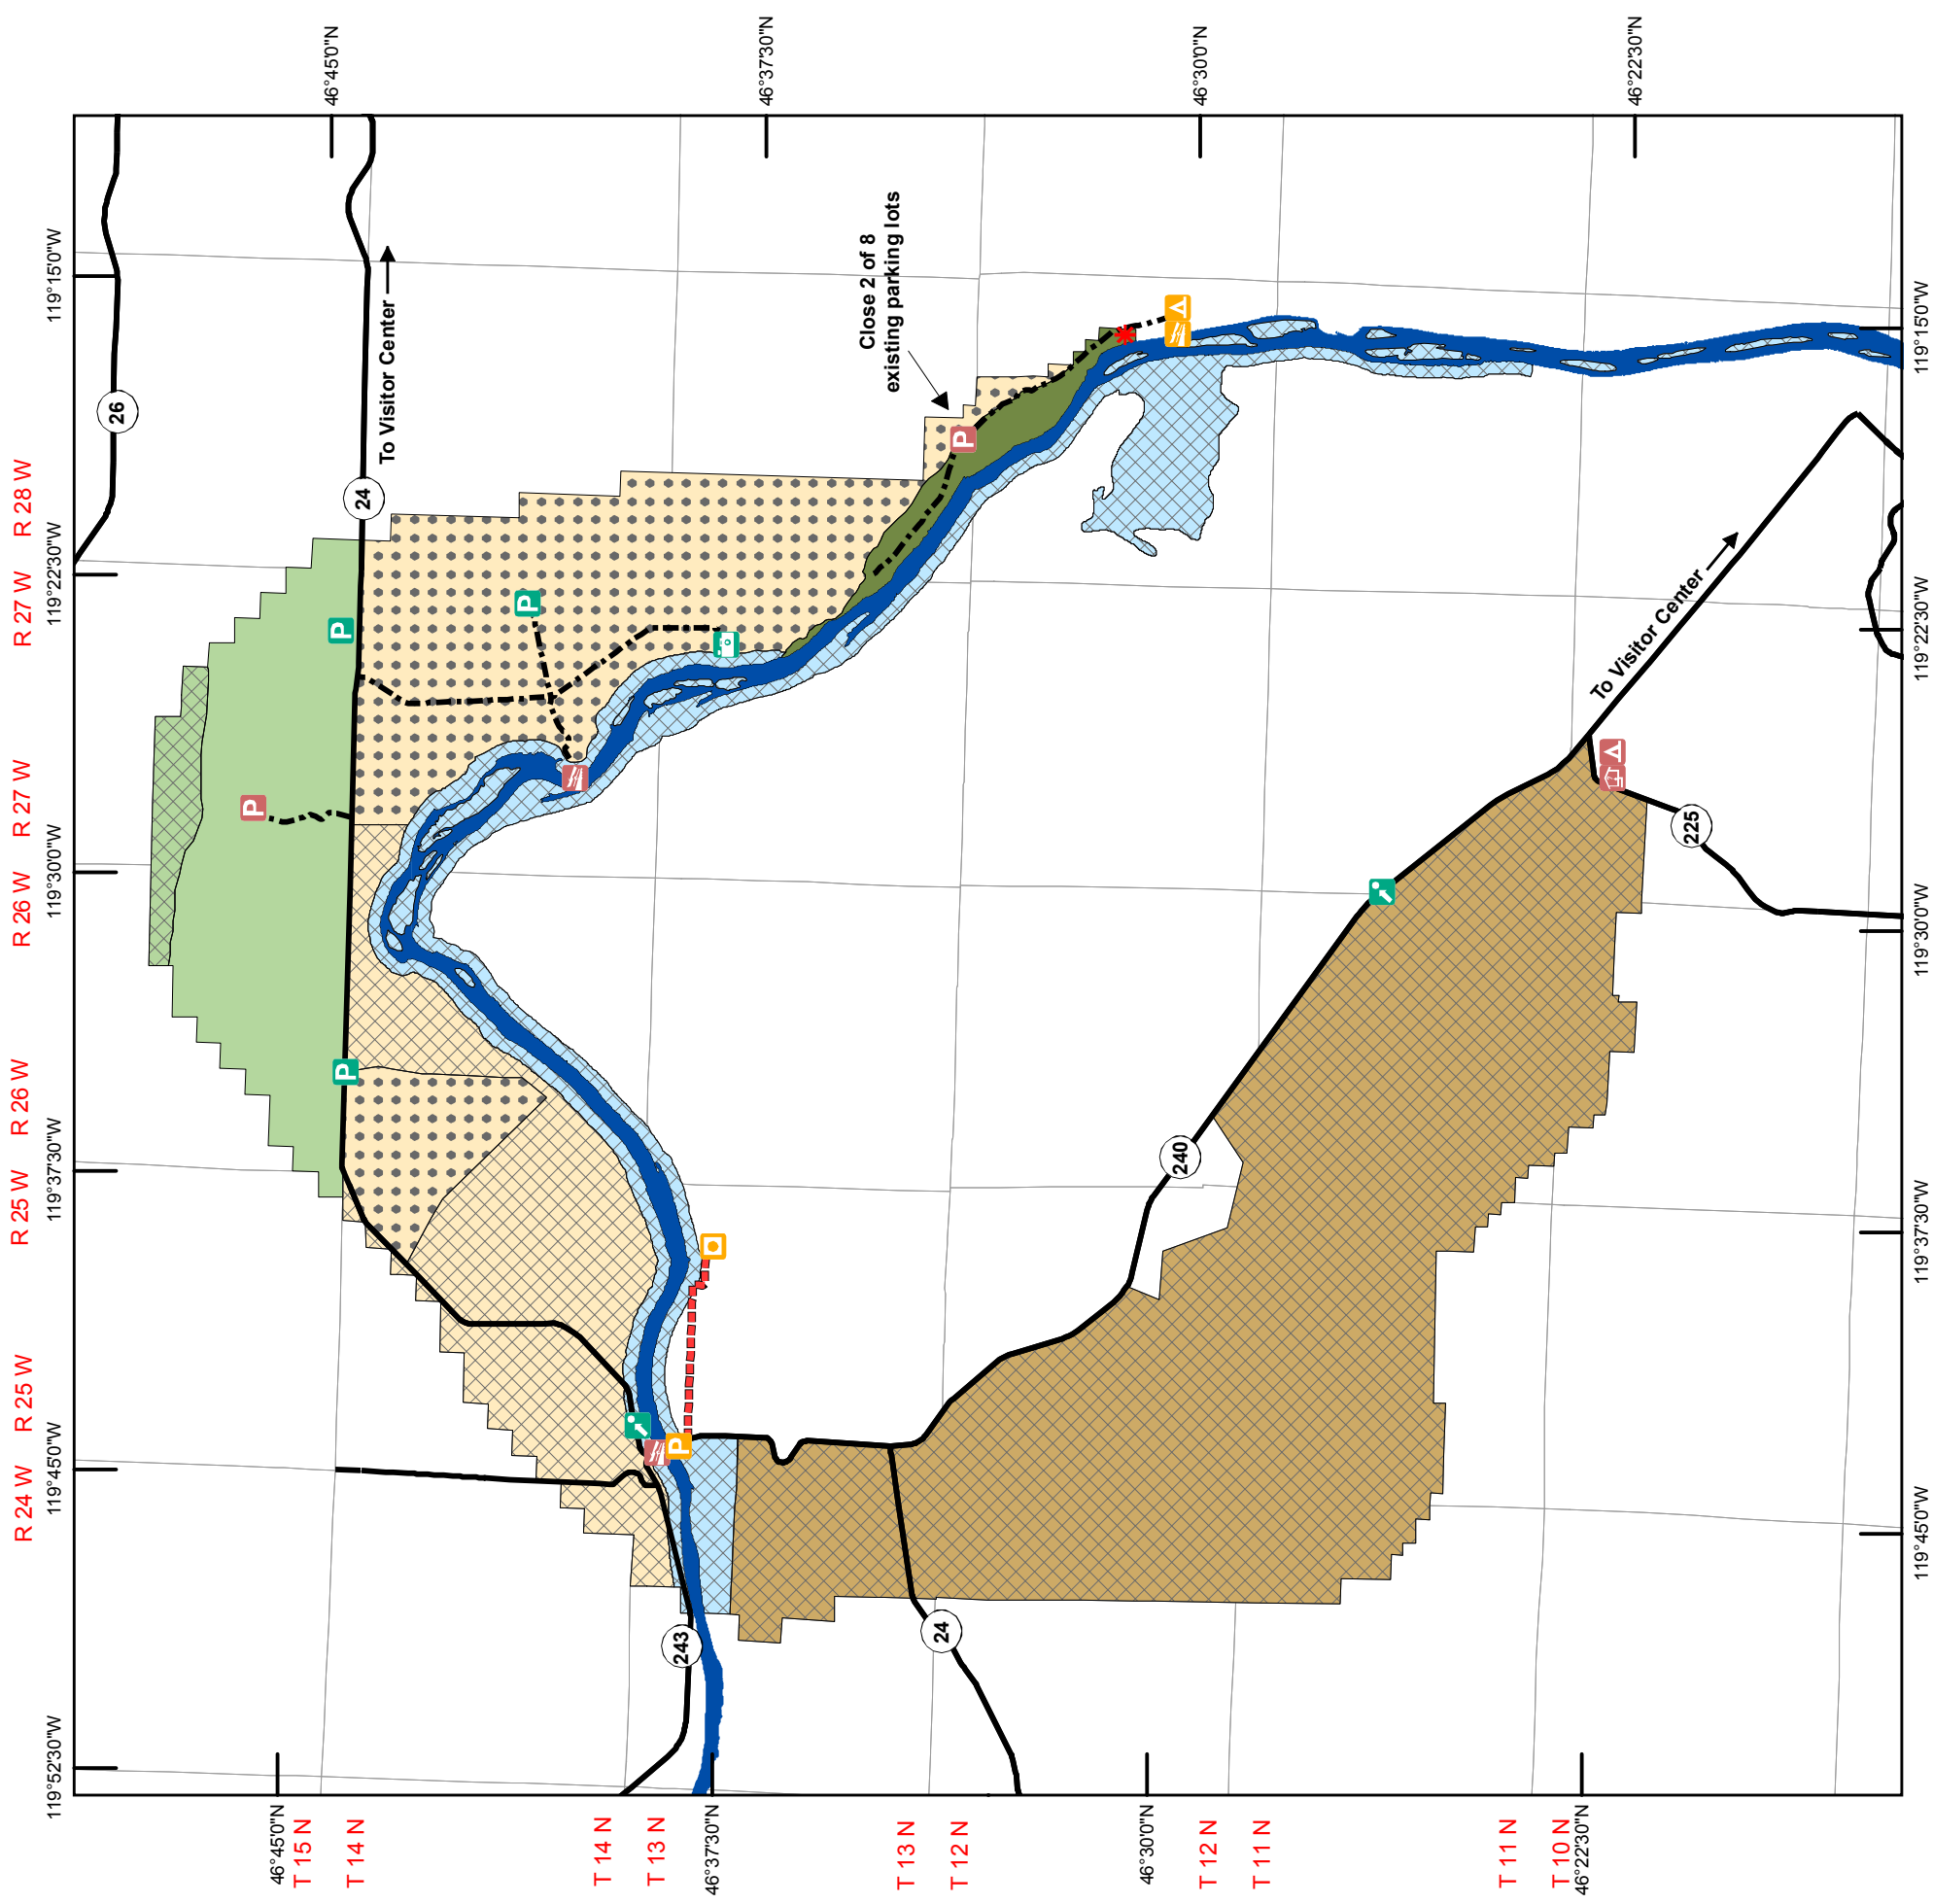 R 24 W
R 25 W
R 25 W
R 26 W
R 26 W
R 27 W
R 27 W
R 28 W
119°52'30"W
119°45'0"W
119°37'30"W
119°30'0"W
119°22'30"W
119°15'0"W
46°45'0"N
T 15 N
T 14 N
T 14 N
T 13 N
46°37'30"N
T 13 N
T 12 N
46°30'0"N
T 12 N
T 11 N
T 11 N
T 10 N
46°22'30"N
46°45'0"N
46°37'30"N
46°30'0"N
46°22'30"N
26
24
To Visitor Center
P
P
P
P
Close 2 of 8
existing parking lots
P
P
243
24
240
225
To Visitor Center
119°45'0"W
119°37'30"W
119°30'0"W
119°22'30"W
119°15'0"W